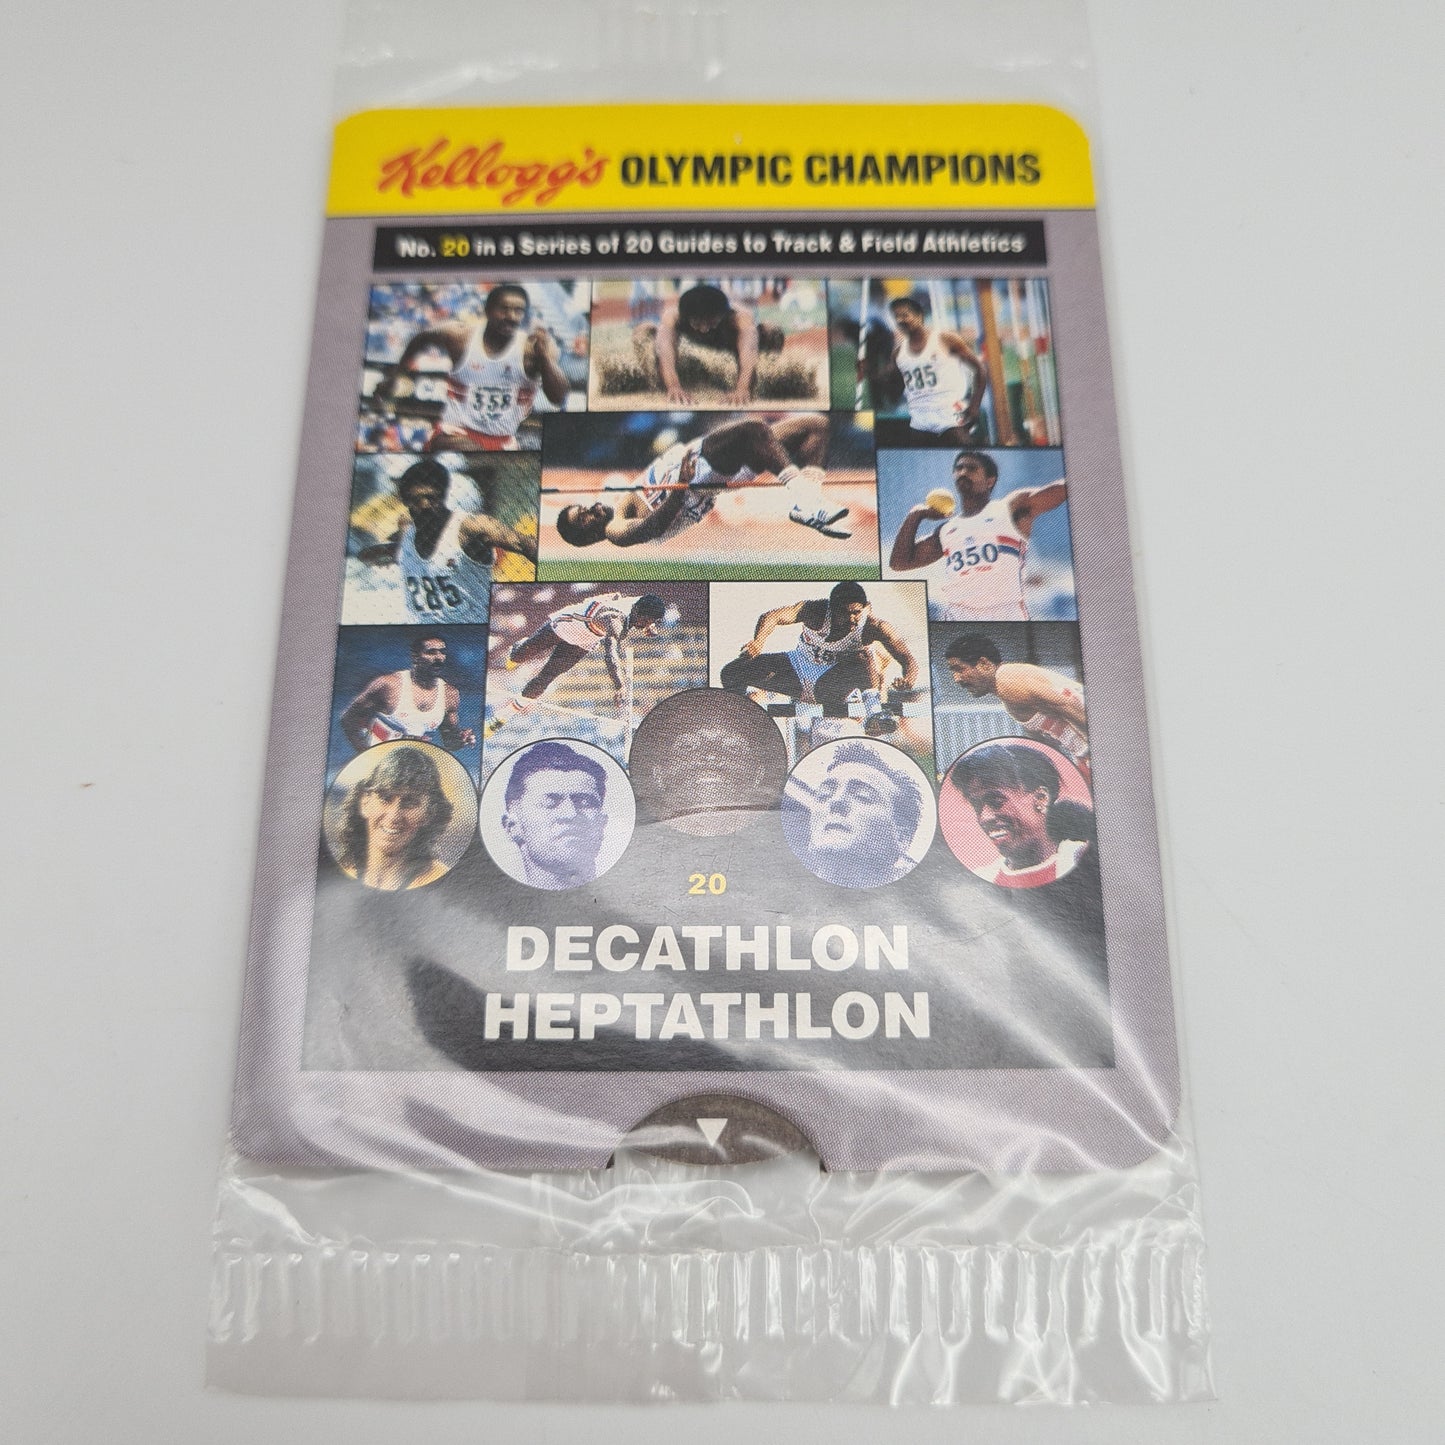 Kellogg's OLYMPIC CHAMPIONS
No. 20 in a Series of 20 Guides to Track & Field Athletics
358
285
285
350
20
DECATHLON
HEPTATHLON